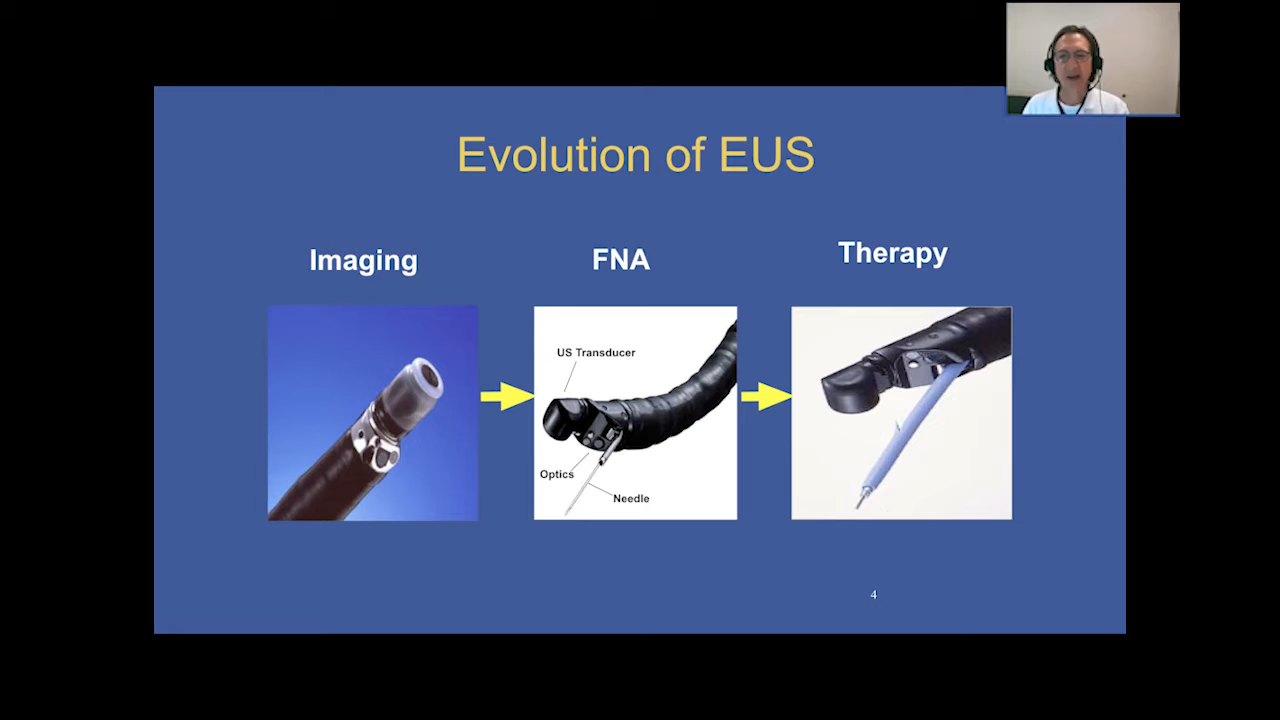 Evolution of EUS
Imaging
FNA
Therapy
US Transducer
Optics
Needle
4